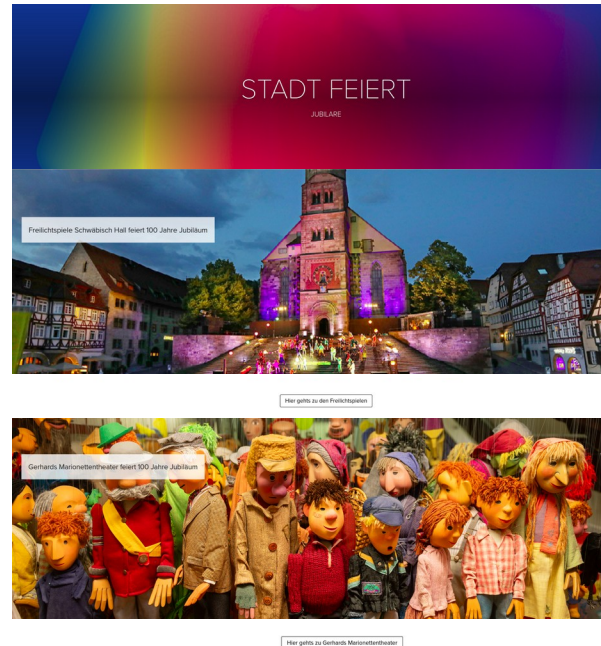 STADT FEIERT
JUBILARE
Freilichtspiele Schwäbisch Hall feiert 100 Jahre Jubiläum
Hier gehts zu den Freilichtspielen
Gerhards Marionettentheater feiert 100 Jahre Jubiläum
Hier gehts zu Gerhards Marionettentheater